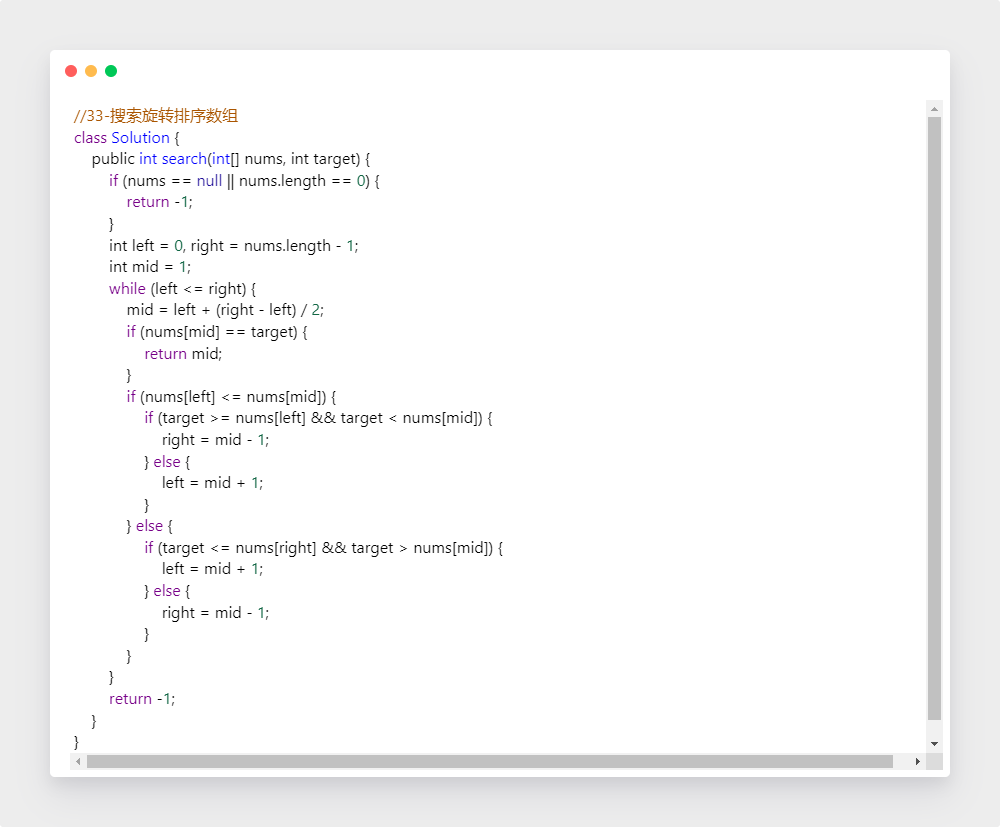 //33-搜索旋转排序数组
class Solution {
    public int search(int[] nums, int target) {
        if (nums == null || nums.length == 0) {
            return -1;
        }
        int left = 0, right = nums.length - 1;
        int mid = 1;
        while (left <= right) {
            mid = left + (right - left) / 2;
            if (nums[mid] == target) {
                return mid;
            }
            if (nums[left] <= nums[mid]) {
                if (target >= nums[left] && target < nums[mid]) {
                    right = mid - 1;
                } else {
                    left = mid + 1;
                }
            } else {
                if (target <= nums[right] && target > nums[mid]) {
                    left = mid + 1;
                } else {
                    right = mid - 1;
                }
            }
        }
        return -1;
    }
}